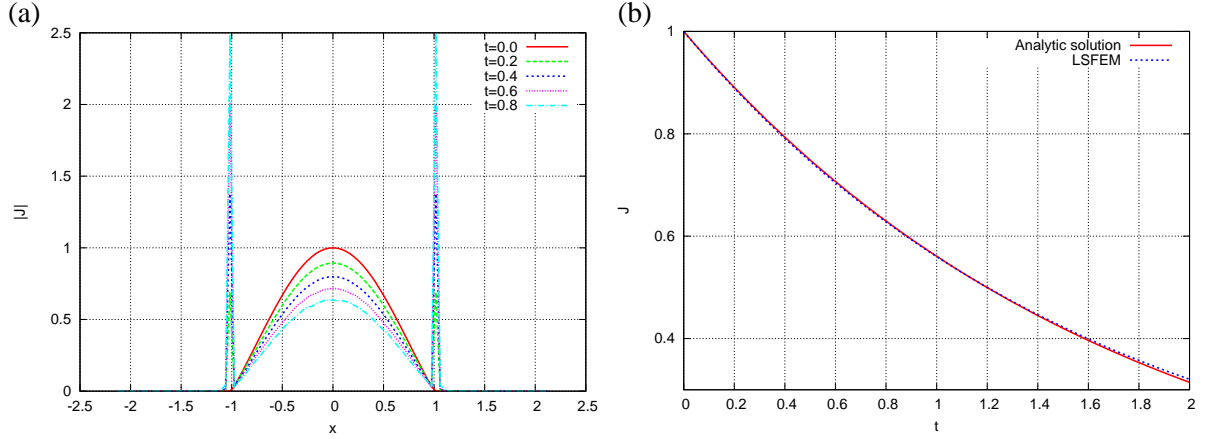 (a)
2.5
2
1.5
1
0.5
0
-2.5 -2 -1.5 -1 -0.5 0 0.5 1 1.5 2 2.5
|J|
x
t=0.0
t=0.2
t=0.4
t=0.6
t=0.8
(b)
1
0.8
0.6
0.4
0 0.2 0.4 0.6 0.8 1 1.2 1.4 1.6 1.8 2
J
t
Analytic solution
LSFEM